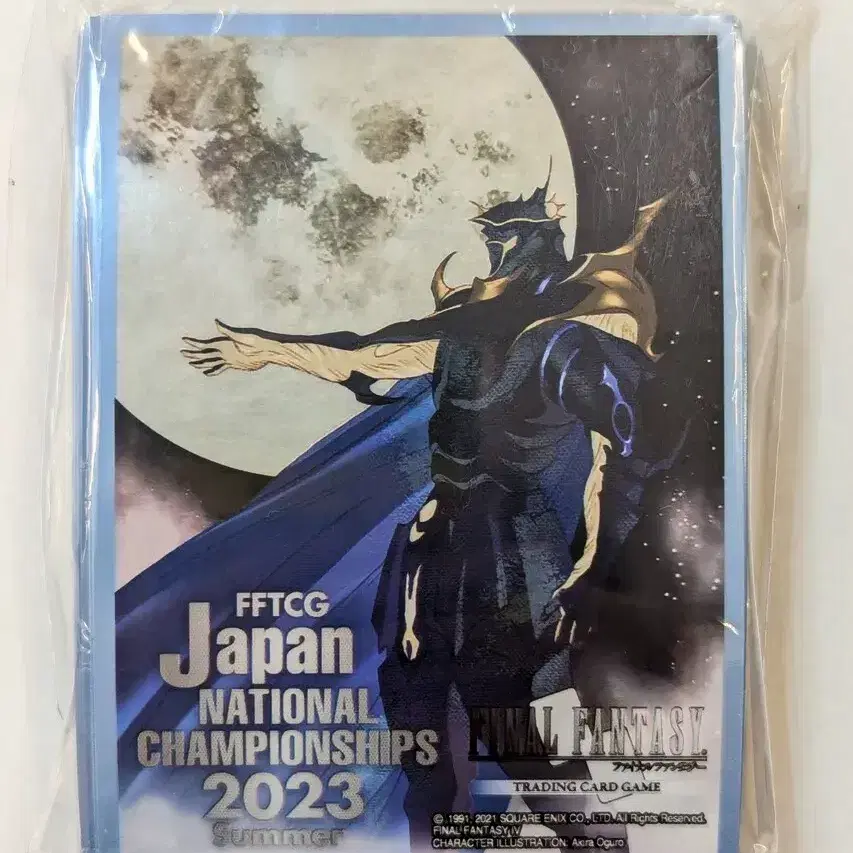 FFTCG
Japan
NATIONAL
CHAMPIONSHIPS
2023
Summer
FINAL FANTASY®
ファイナルファンタジー
TRADING CARD GAME
© 1991, 2021 SQUARE ENIX CO., LTD. All Rights Reserved.
FINAL FANTASY IV
CHARACTER ILLUSTRATION: Akira Oguro